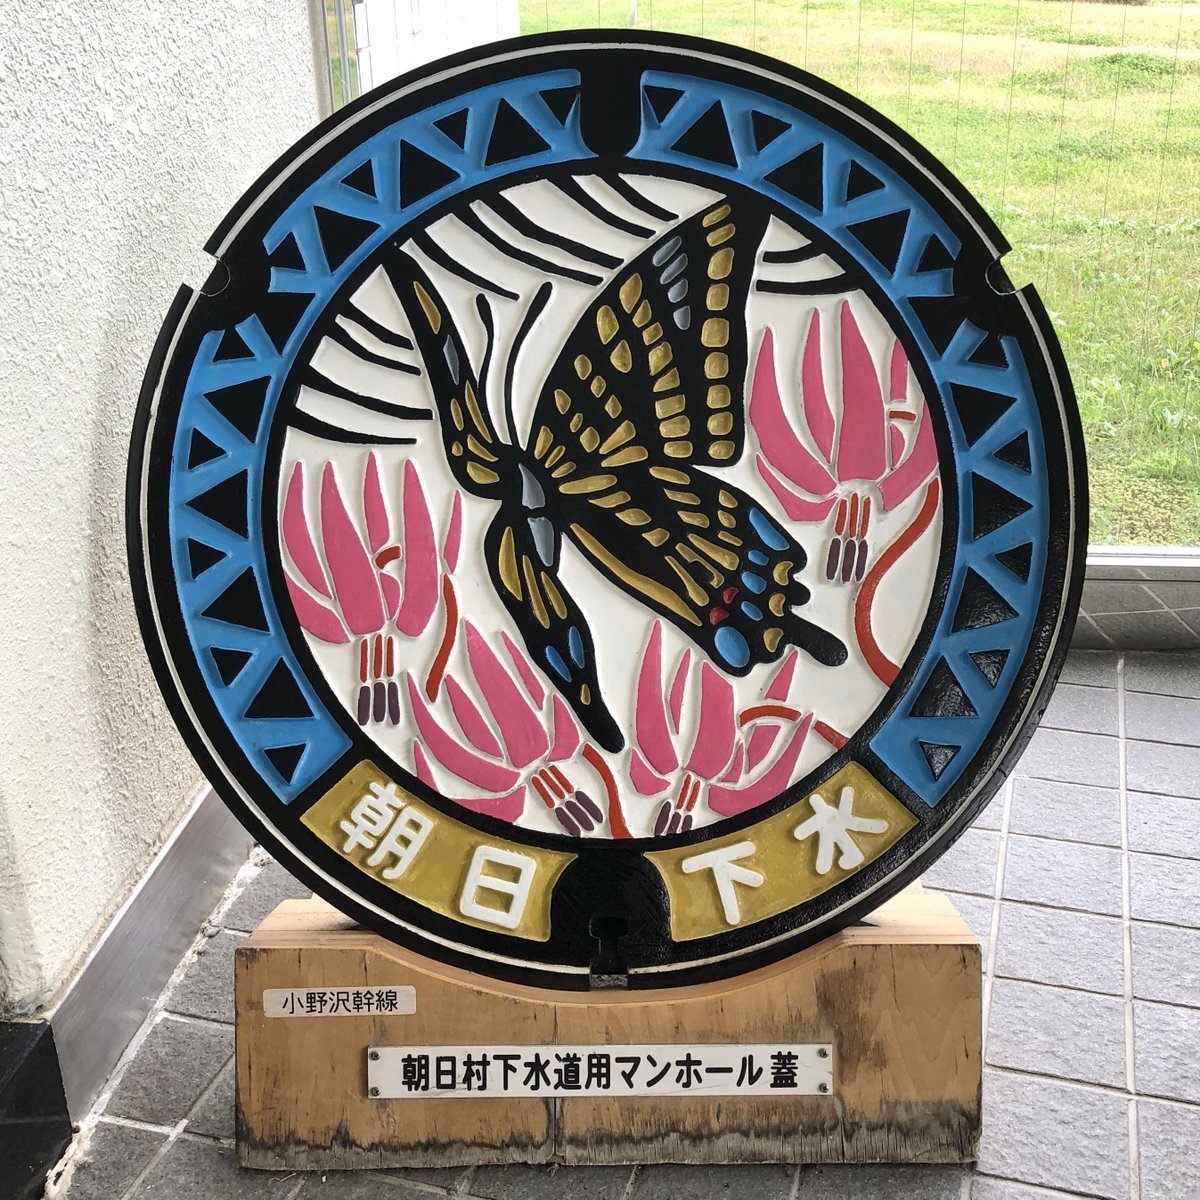 朝日 下水
小野沢幹線
朝日村下水道用マンホール蓋